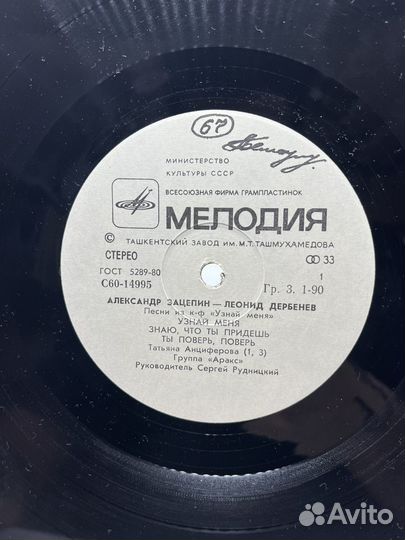 67
МИНИСТЕРСТВО
КУЛЬТУРЫ СССР
ВСЕСОЮЗНАЯ ФИРМА ГРАМПЛАСТИНОК
МЕЛОДИЯ
© ТАШКЕНТСКИЙ ЗАВОД ИМ. М.Т. ТАШМУХАМЕДОВА
СТЕРЕО 33
ГОСТ 5289-80 1
С60-14995 Гр. 3. 1-90
АЛЕКСАНДР ЗАЦЕПИН — ЛЕОНИД ДЕРБЕНЕВ
Песни из к-ф «Узнай меня»
УЗНАЙ МЕНЯ
ЗНАЮ, ЧТО ТЫ ПРИДЕШЬ
ТЫ ПОВЕРЬ, ПОВЕРЬ
Татьяна Анциферова (1, 3)
Группа «Аракс»
Руководитель Сергей Рудницкий
Avito